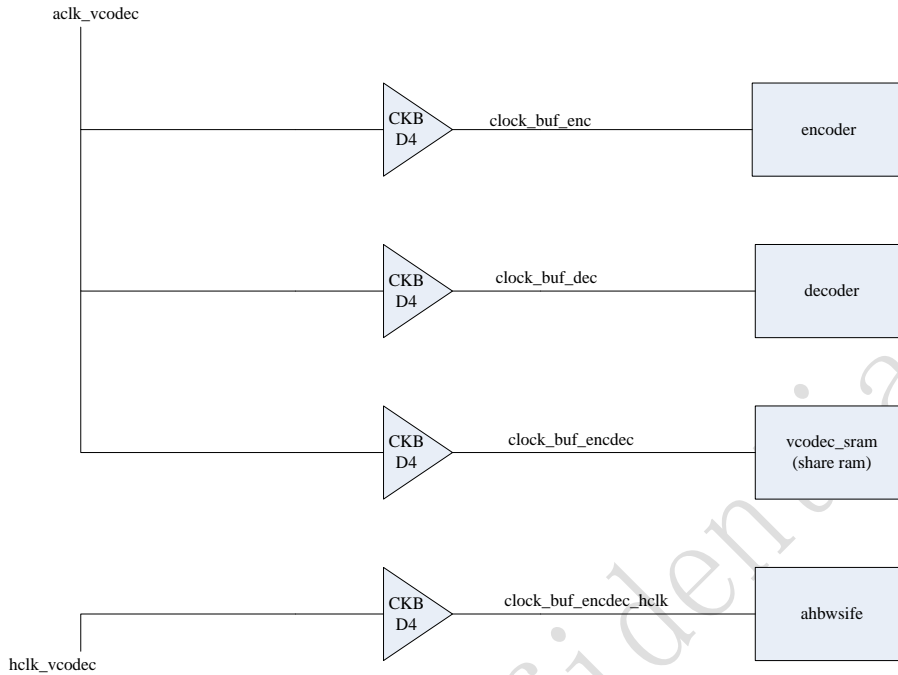 aclk_vcodec
CKB
D4
clock_buf_enc
encoder
CKB
D4
clock_buf_dec
decoder
CKB
D4
clock_buf_encdec
vcodec_sram
(share ram)
CKB
D4
clock_buf_encdec_hclk
ahbwsife
hclk_vcodec
fidentia